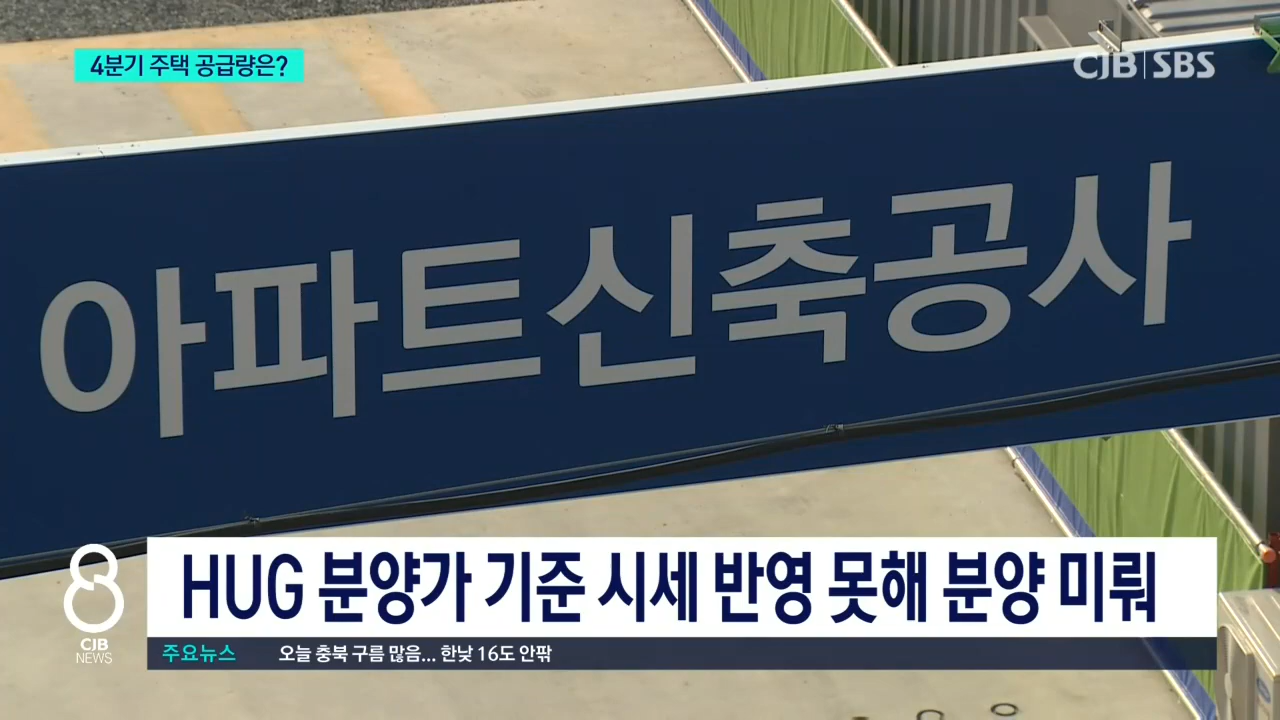 4분기 주택 공급량은?
CJB SBS
아파트신축공사
HUG 분양가 기준 시세 반영 못해 분양 미뤄
8
CJB
NEWS
주요뉴스 오늘 충북 구름 많음... 한낮 16도 안팎